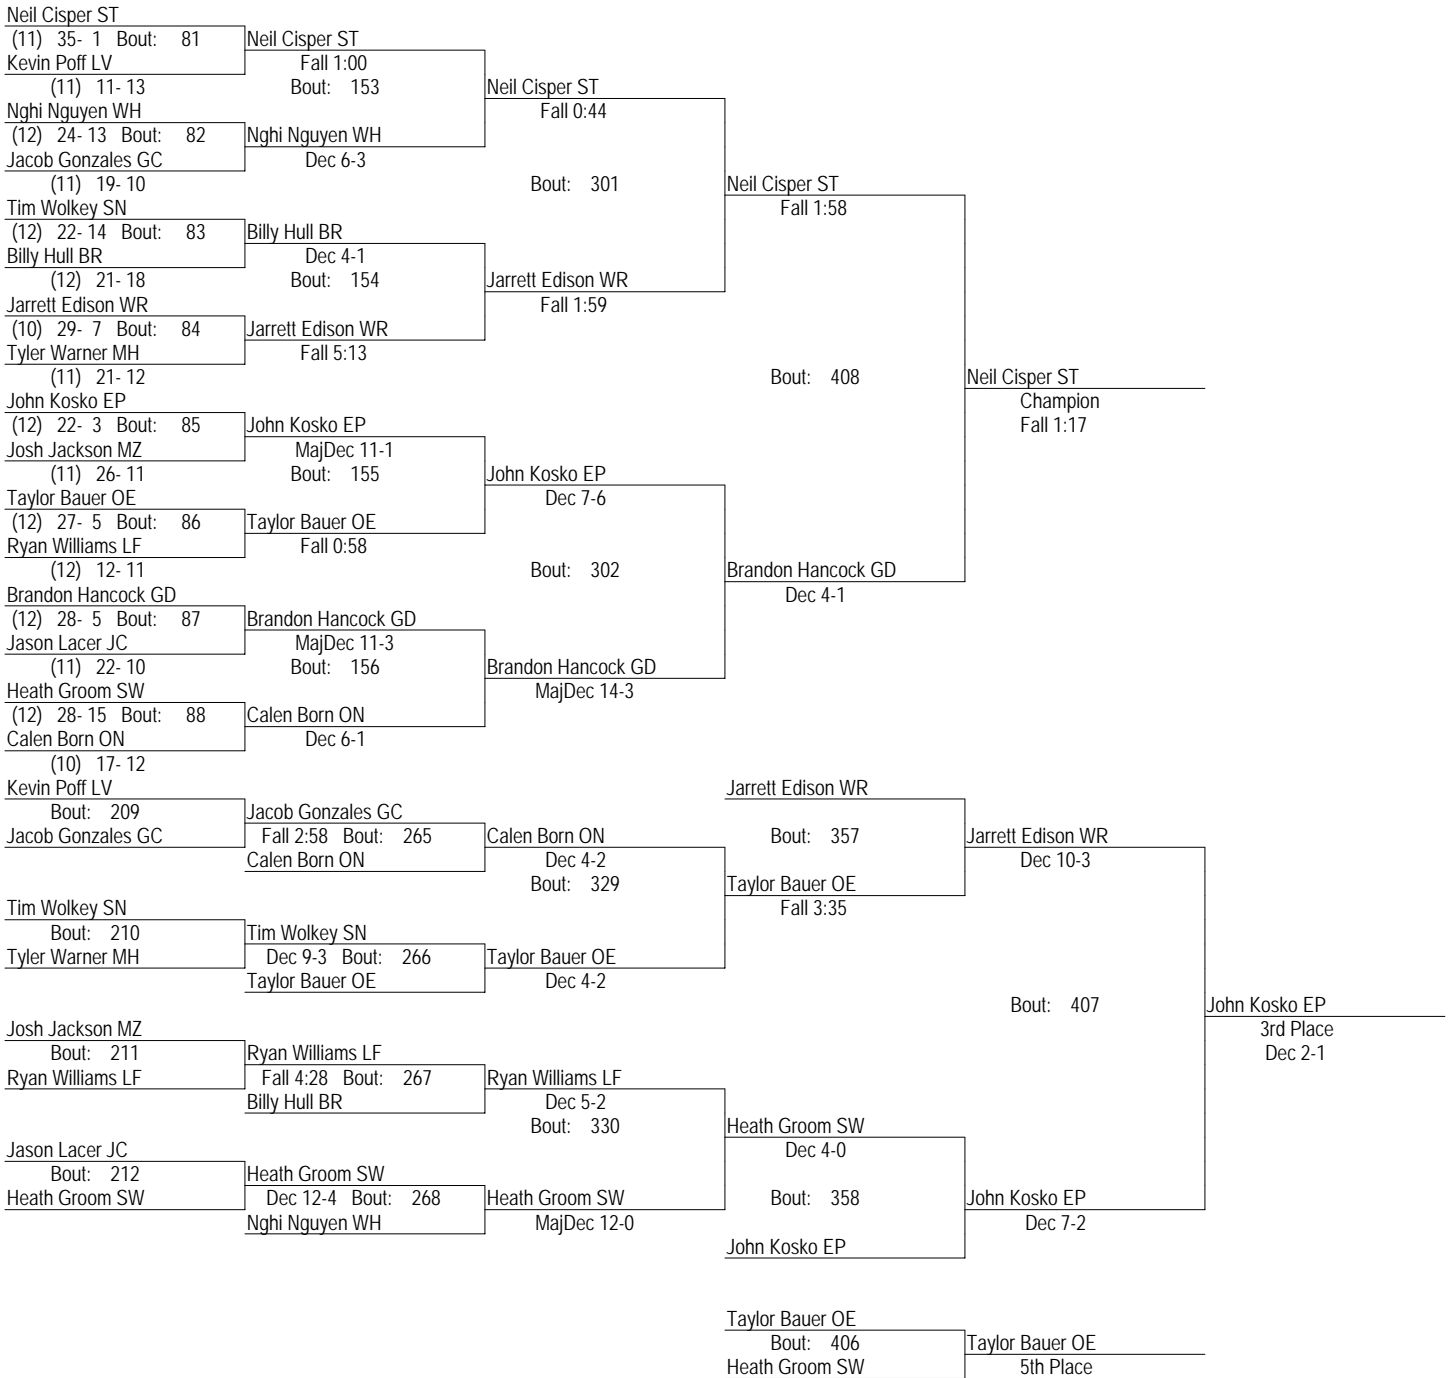 Neil Cisper ST
(11) 35- 1 Bout: 81 Neil Cisper ST
Kevin Poff LV Fall 1:00
(11) 11- 13 Bout: 153 Neil Cisper ST
Nghi Nguyen WH Fall 0:44
(12) 24- 13 Bout: 82 Nghi Nguyen WH
Jacob Gonzales GC Dec 6-3
(11) 19- 10 Bout: 301 Neil Cisper ST
Tim Wolkey SN Fall 1:58
(12) 22- 14 Bout: 83 Billy Hull BR
Billy Hull BR Dec 4-1
(12) 21- 18 Bout: 154 Jarrett Edison WR
Jarrett Edison WR Fall 1:59
(10) 29- 7 Bout: 84 Jarrett Edison WR
Tyler Warner MH Fall 5:13
(11) 21- 12 Bout: 408 Neil Cisper ST
John Kosko EP Champion
(12) 22- 3 Bout: 85 John Kosko EP Fall 1:17
Josh Jackson MZ MajDec 11-1
(11) 26- 11 Bout: 155 John Kosko EP
Taylor Bauer OE Dec 7-6
(12) 27- 5 Bout: 86 Taylor Bauer OE
Ryan Williams LF Fall 0:58
(12) 12- 11 Bout: 302 Brandon Hancock GD
Brandon Hancock GD Dec 4-1
(12) 28- 5 Bout: 87 Brandon Hancock GD
Jason Lacer JC MajDec 11-3
(11) 22- 10 Bout: 156 Brandon Hancock GD
Heath Groom SW MajDec 14-3
(12) 28- 15 Bout: 88 Calen Born ON
Calen Born ON Dec 6-1
(10) 17- 12
Kevin Poff LV Jarrett Edison WR
Bout: 209 Jacob Gonzales GC
Jacob Gonzales GC Fall 2:58 Bout: 265 Calen Born ON Bout: 357 Jarrett Edison WR
Calen Born ON Dec 4-2 Dec 10-3
Bout: 329 Taylor Bauer OE
Tim Wolkey SN Fall 3:35
Bout: 210 Tim Wolkey SN
Tyler Warner MH Dec 9-3 Bout: 266 Taylor Bauer OE
Taylor Bauer OE Dec 4-2
Bout: 407 John Kosko EP
Josh Jackson MZ 3rd Place
Bout: 211 Ryan Williams LF Dec 2-1
Ryan Williams LF Fall 4:28 Bout: 267 Ryan Williams LF
Billy Hull BR Dec 5-2
Bout: 330 Heath Groom SW
Jason Lacer JC Dec 4-0
Bout: 212 Heath Groom SW
Heath Groom SW Dec 12-4 Bout: 268 Heath Groom SW Bout: 358 John Kosko EP
Nghi Nguyen WH MajDec 12-0 Dec 7-2
John Kosko EP
Taylor Bauer OE
Bout: 406 Taylor Bauer OE
Heath Groom SW 5th Place